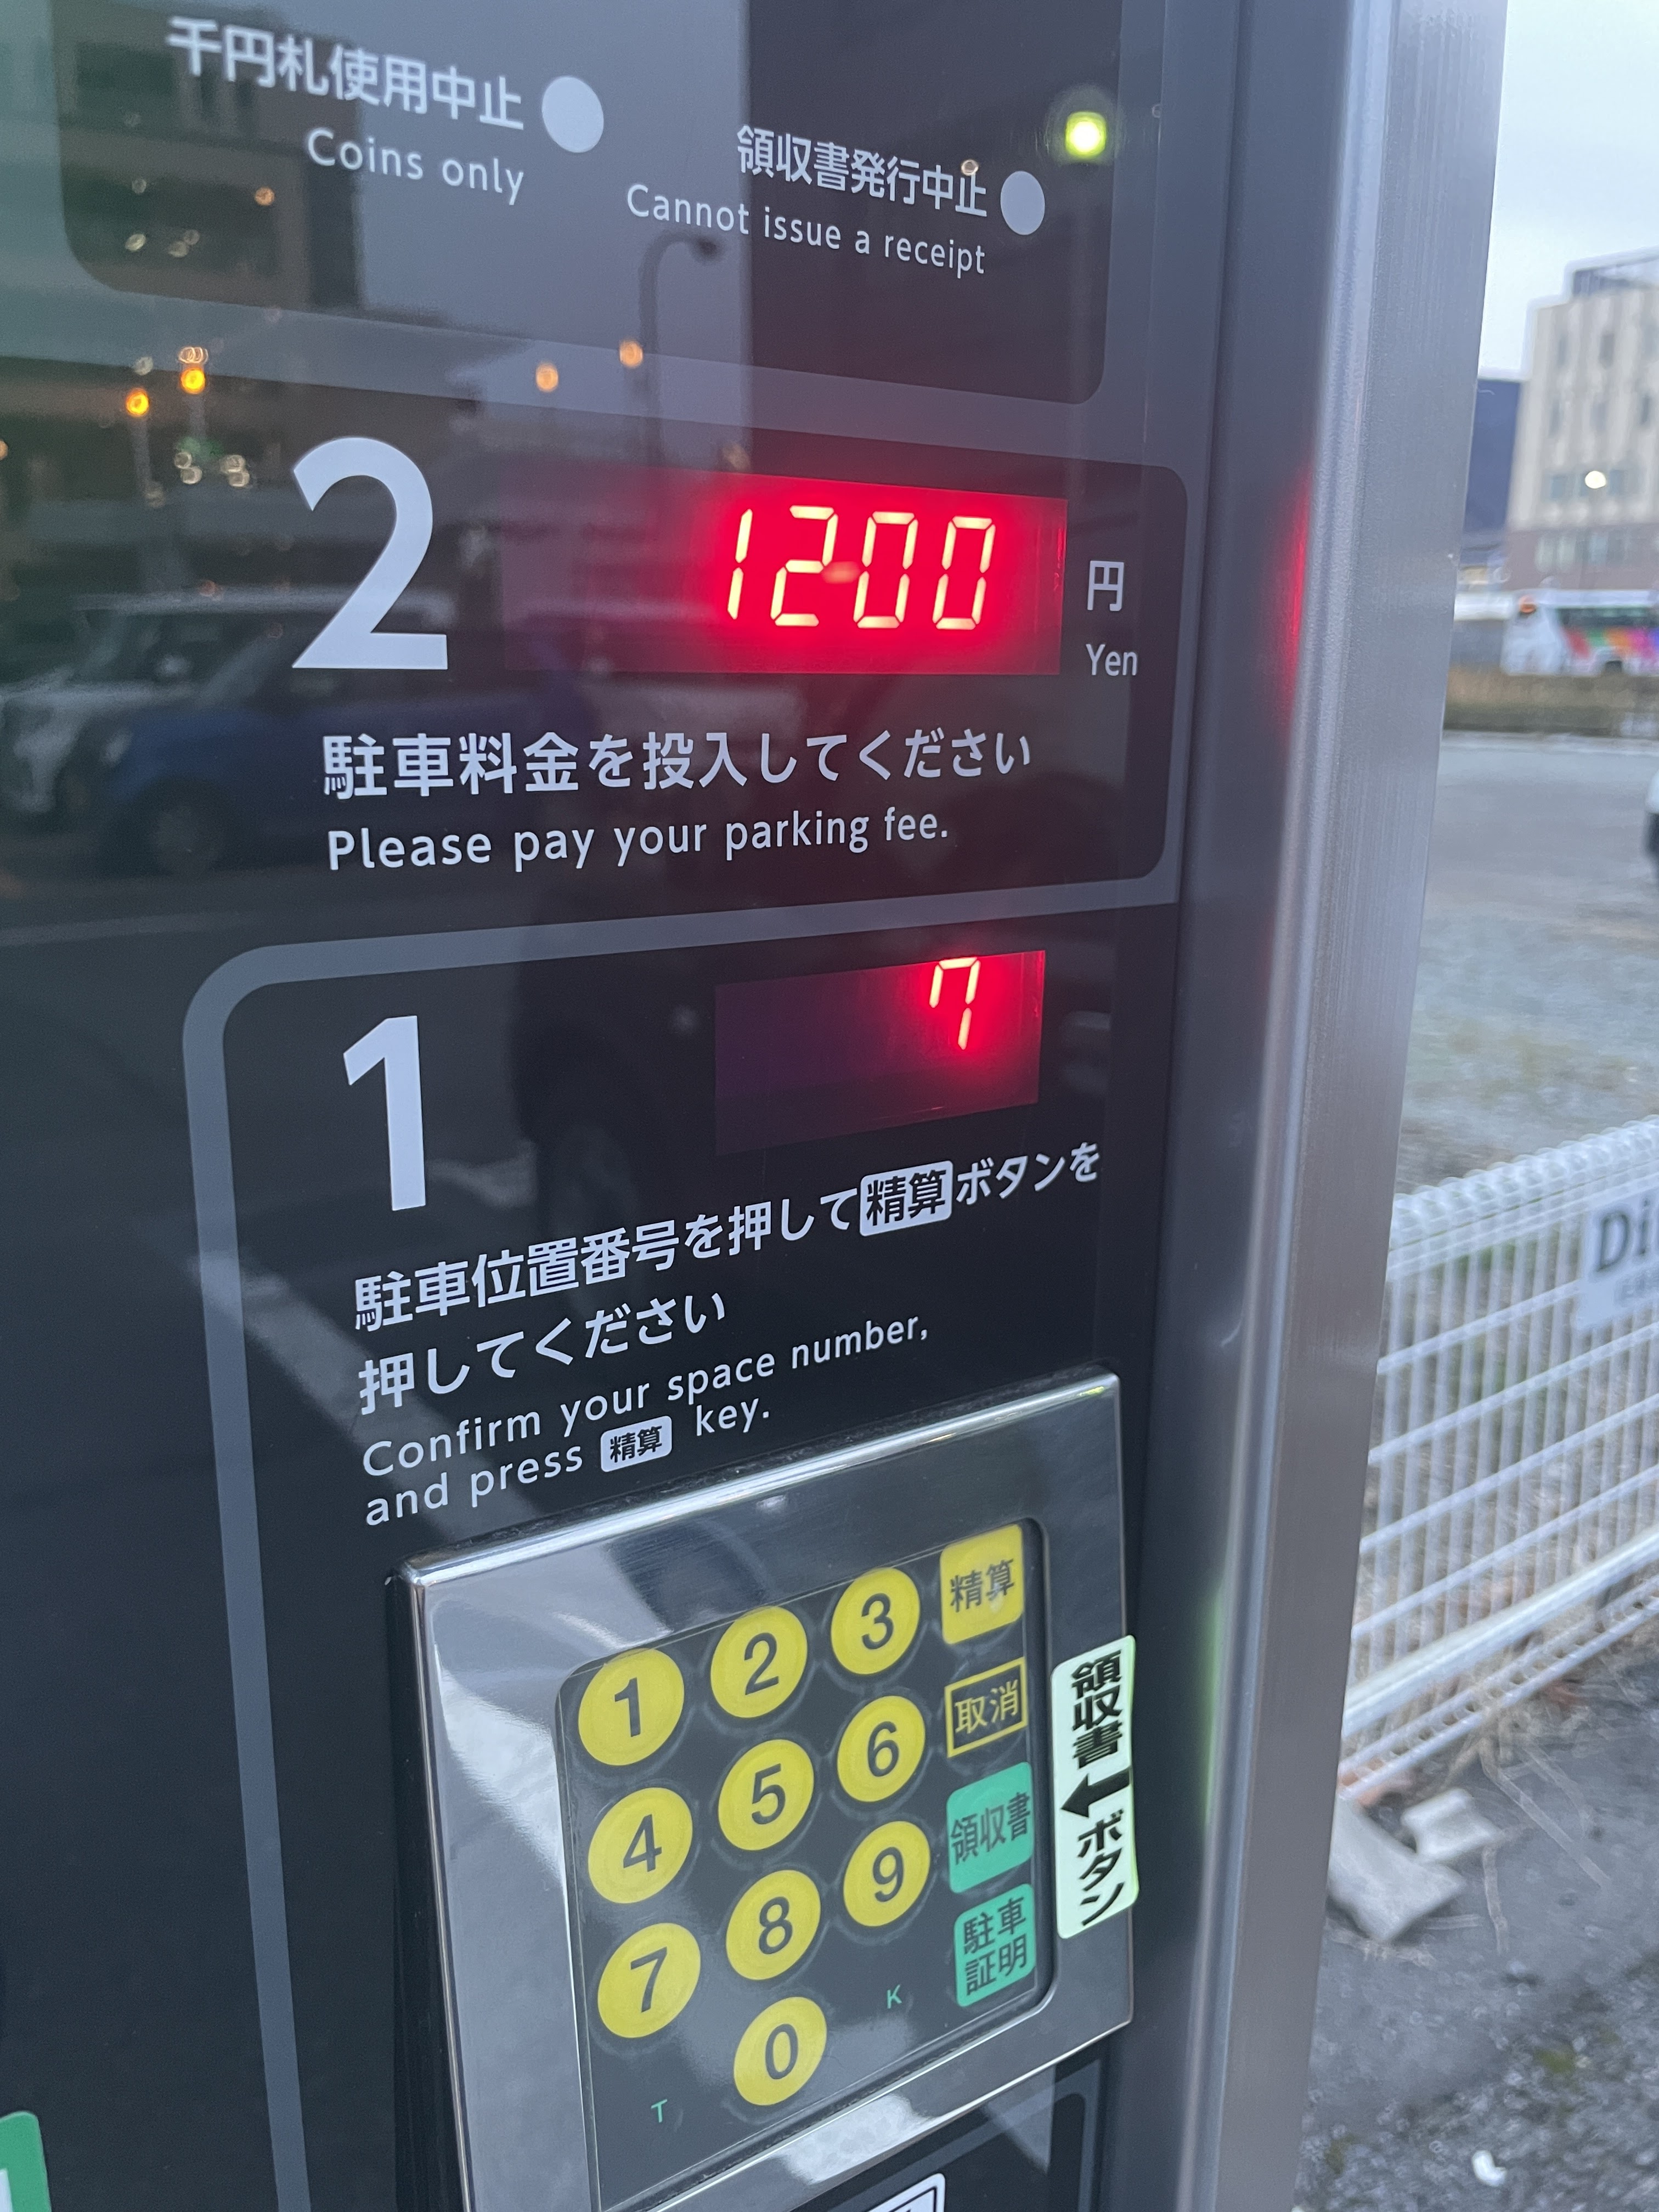 千円札使用中止
Coins only
領収書発行中止
Cannot issue a receipt
2
1200
円
Yen
駐車料金を投入してください
Please pay your parking fee.
1
7
駐車位置番号を押して精算ボタンを
押してください
Confirm your space number,
and press 精算 key.
1 2 3 精算
4 5 6 取消
7 8 9 領収書
0 駐車
証明
T
K
領収書←ボタン